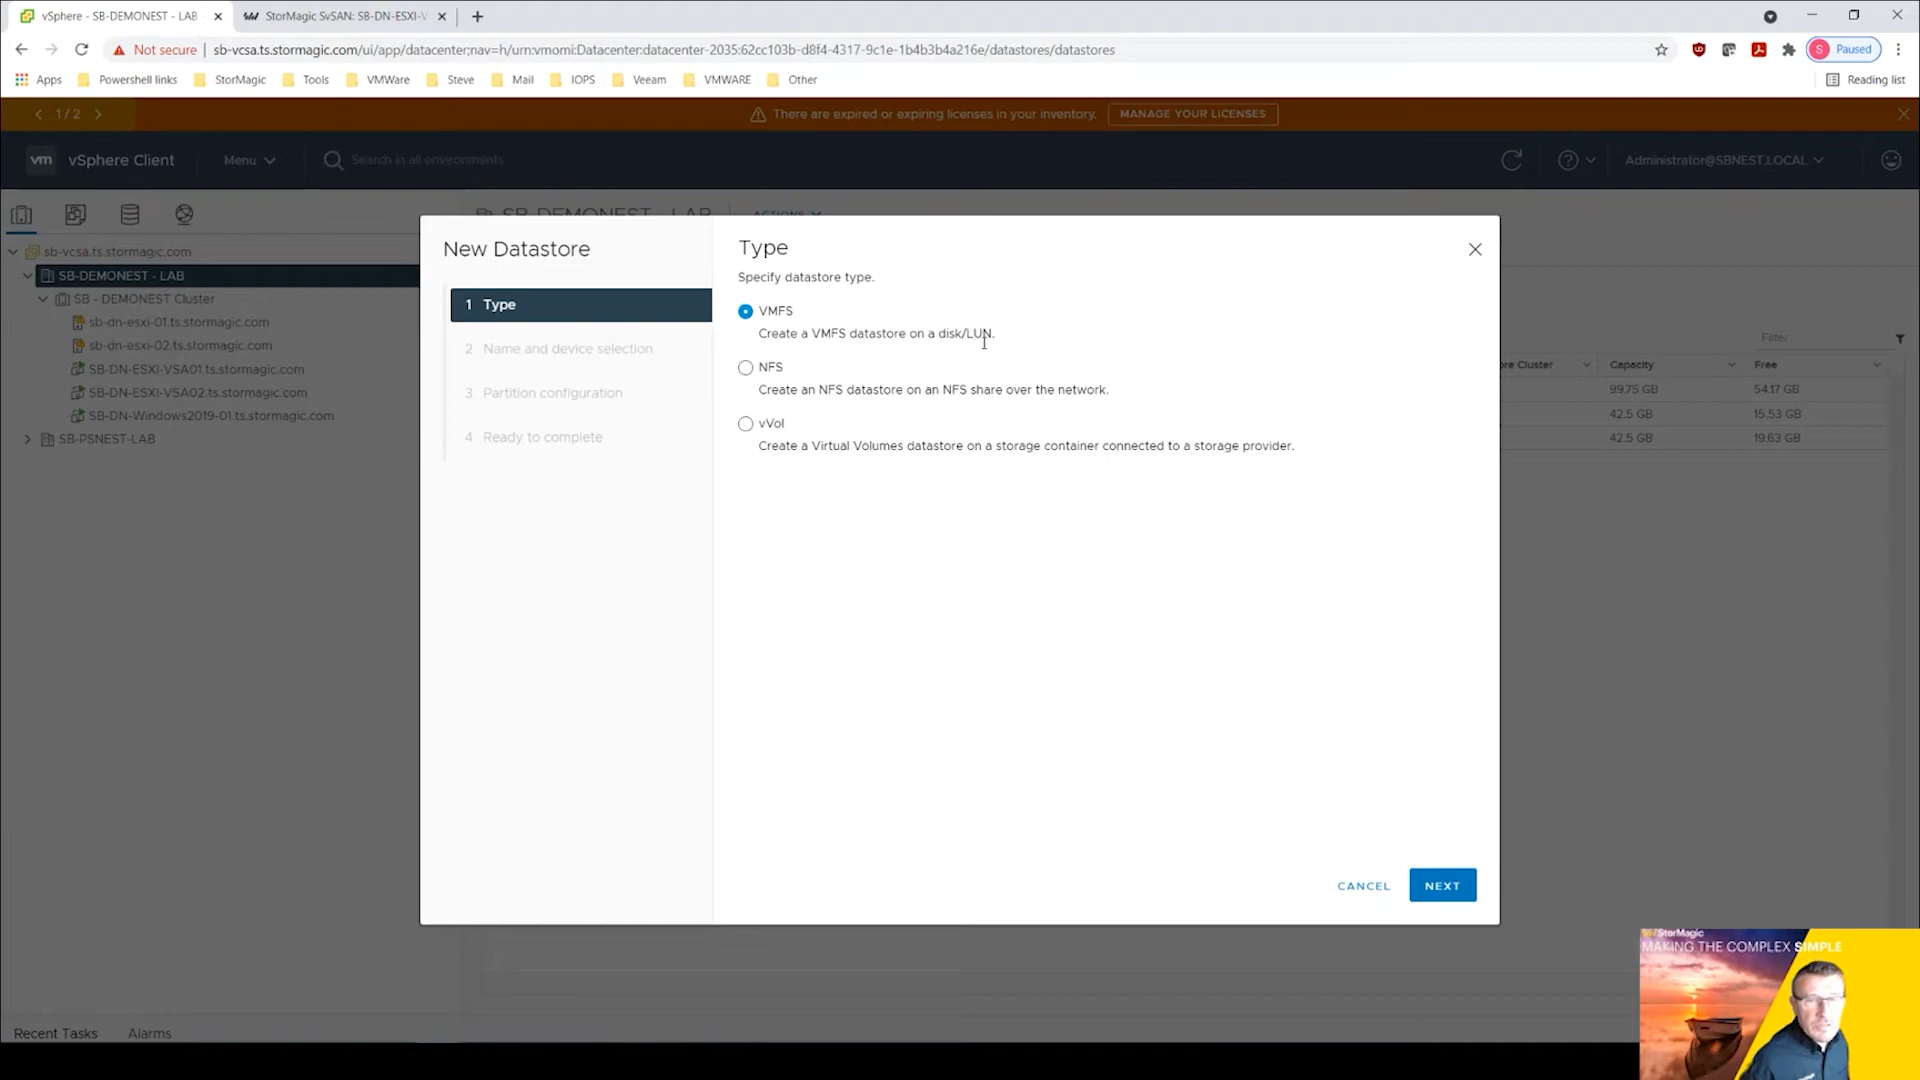 vSphere - SB-DEMONEST - LAB
StorMagic SvSAN: SB-DN-ESXI-V
Not secure
sb-vcsa.ts.stormagic.com/ui/app/datacenter;nav=h/urn:vmomi:Datacenter:datacenter-2035:62cc103b-d8f4-4317-9c1e-1b4b3b4a216e/datastores/datastores
S Paused
Apps
Powershell links
StorMagic
Tools
VMWare
Steve
Mail
IOPS
Veeam
VMWARE
Other
Reading list
1 / 2
There are expired or expiring licenses in your inventory.
MANAGE YOUR LICENSES
vm
vSphere Client
Menu
Search in all environments
Administrator@SBNEST.LOCAL
sb-vcsa.ts.stormagic.com
SB-DEMONEST - LAB
SB - DEMONEST Cluster
sb-dn-esxi-01.ts.stormagic.com
sb-dn-esxi-02.ts.stormagic.com
SB-DN-ESXI-VSA01.ts.stormagic.com
SB-DN-ESXI-VSA02.ts.stormagic.com
SB-DN-Windows2019-01.ts.stormagic.com
SB-PSNEST-LAB
SB-DEMONEST - LAB
ACTIONS
New Datastore
1 Type
2 Name and device selection
3 Partition configuration
4 Ready to complete
Type
Specify datastore type.
VMFS
Create a VMFS datastore on a disk/LUN.
NFS
Create an NFS datastore on an NFS share over the network.
vVol
Create a Virtual Volumes datastore on a storage container connected to a storage provider.
CANCEL
NEXT
Filter
re Cluster
Capacity
Free
99.75 GB
54.17 GB
42.5 GB
15.53 GB
42.5 GB
19.63 GB
Recent Tasks
Alarms
StorMagic
MAKING THE COMPLEX SIMPLE